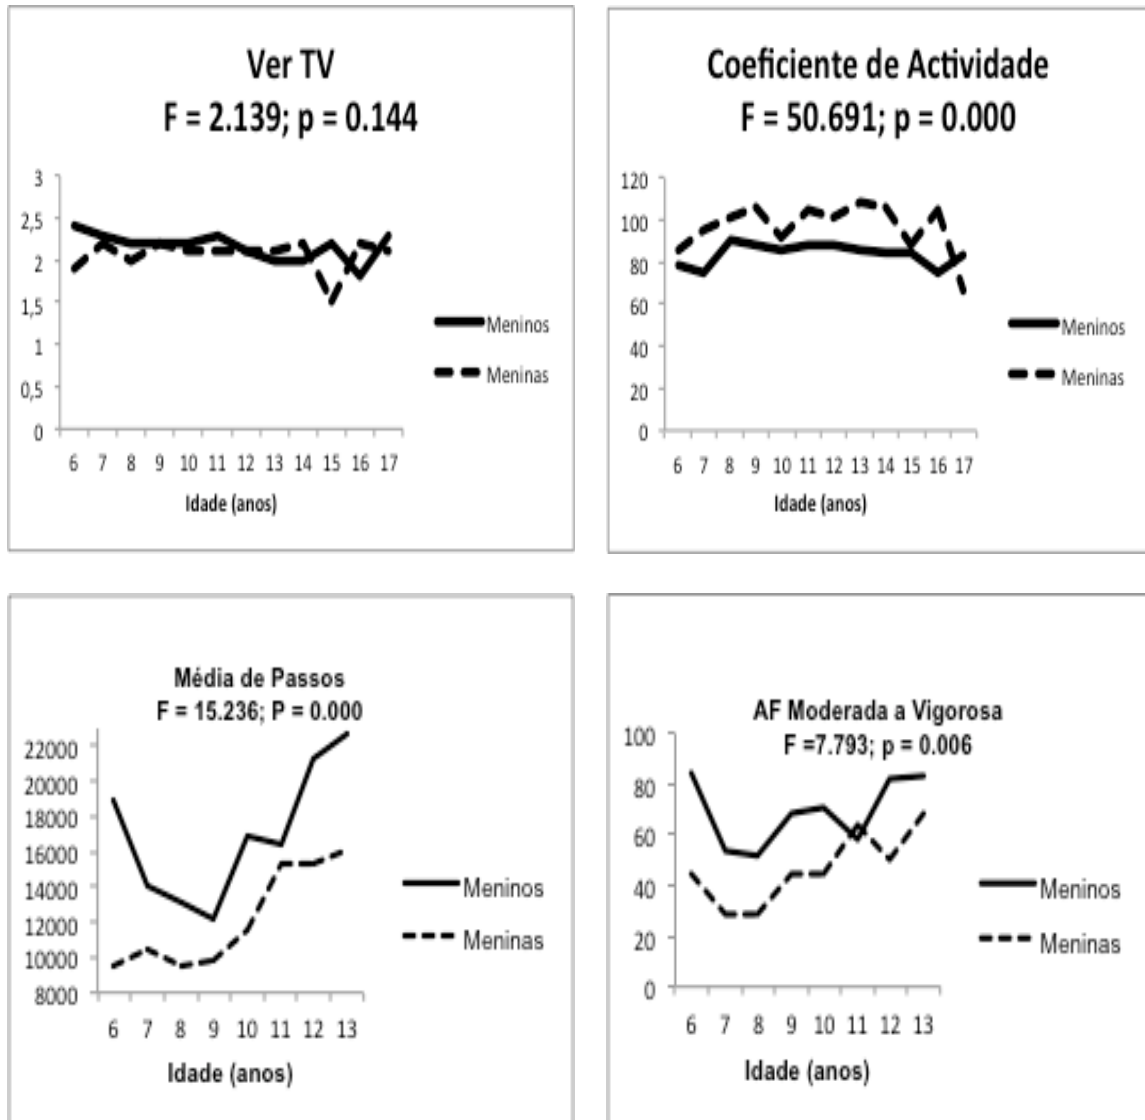 Ver TV
F = 2.139; p = 0.144
3
2,5
2
1,5
1
0,5
0
6 7 8 9 10 11 12 13 14 15 16 17
Idade (anos)
Meninos
Meninas
Coeficiente de Actividade
F = 50.691; p = 0.000
120
100
80
60
40
20
0
6 7 8 9 10 11 12 13 14 15 16 17
Idade (anos)
Meninos
Meninas
Média de Passos
F = 15.236; P = 0.000
22000
20000
18000
16000
14000
12000
10000
8000
6 7 8 9 10 11 12 13
Idade (anos)
Meninos
Meninas
AF Moderada a Vigorosa
F =7.793; p = 0.006
100
80
60
40
20
0
6 7 8 9 10 11 12 13
Idade (anos)
Meninos
Meninas